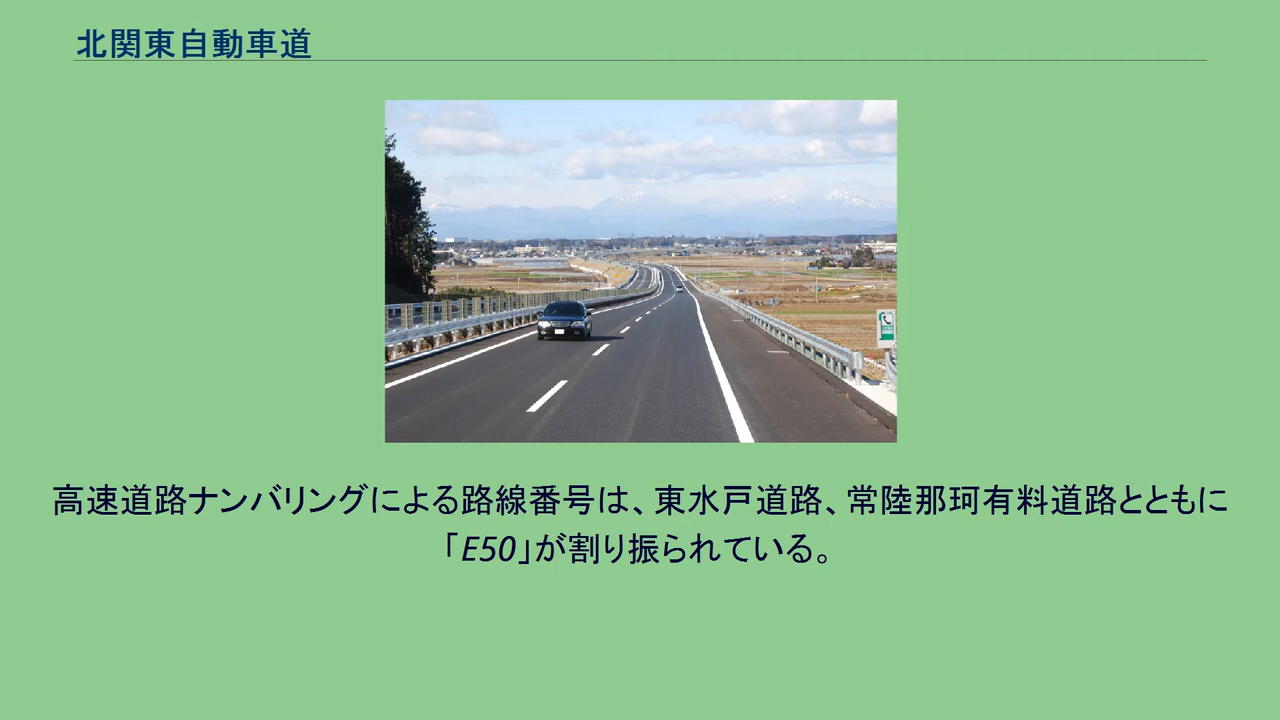 北関東自動車道
高速道路ナンバリングによる路線番号は、東水戸道路、常陸那珂有料道路とともに
「E50」が割り振られている。